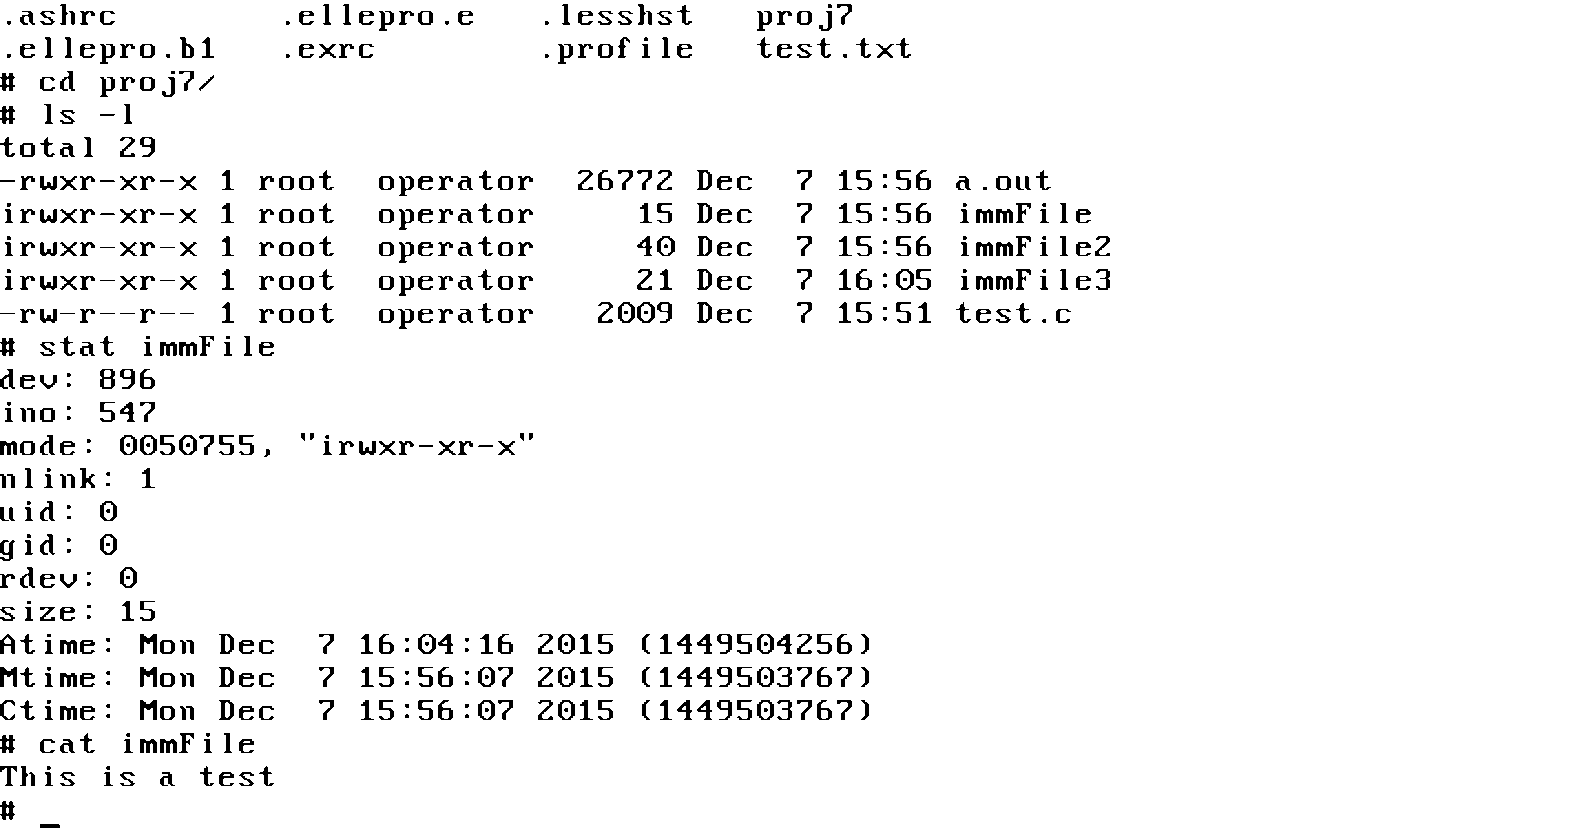 .ashrc        .ellepro.e   .lesshst   proj7
.ellepro.b1   .exrc        .profile   test.txt
# cd proj7/
# ls -l
total 29
-rwxr-xr-x 1 root  operator  26772 Dec  7 15:56 a.out
irwxr-xr-x 1 root  operator     15 Dec  7 15:56 immFile
irwxr-xr-x 1 root  operator     40 Dec  7 15:56 immFile2
irwxr-xr-x 1 root  operator     21 Dec  7 16:05 immFile3
-rw-r--r-- 1 root  operator   2009 Dec  7 15:51 test.c
# stat immFile
dev: 896
ino: 547
mode: 0050755, "irwxr-xr-x"
nlink: 1
uid: 0
gid: 0
rdev: 0
size: 15
Atime: Mon Dec  7 16:04:16 2015 (1449504256)
Mtime: Mon Dec  7 15:56:07 2015 (1449503767)
Ctime: Mon Dec  7 15:56:07 2015 (1449503767)
# cat immFile
This is a test
# _